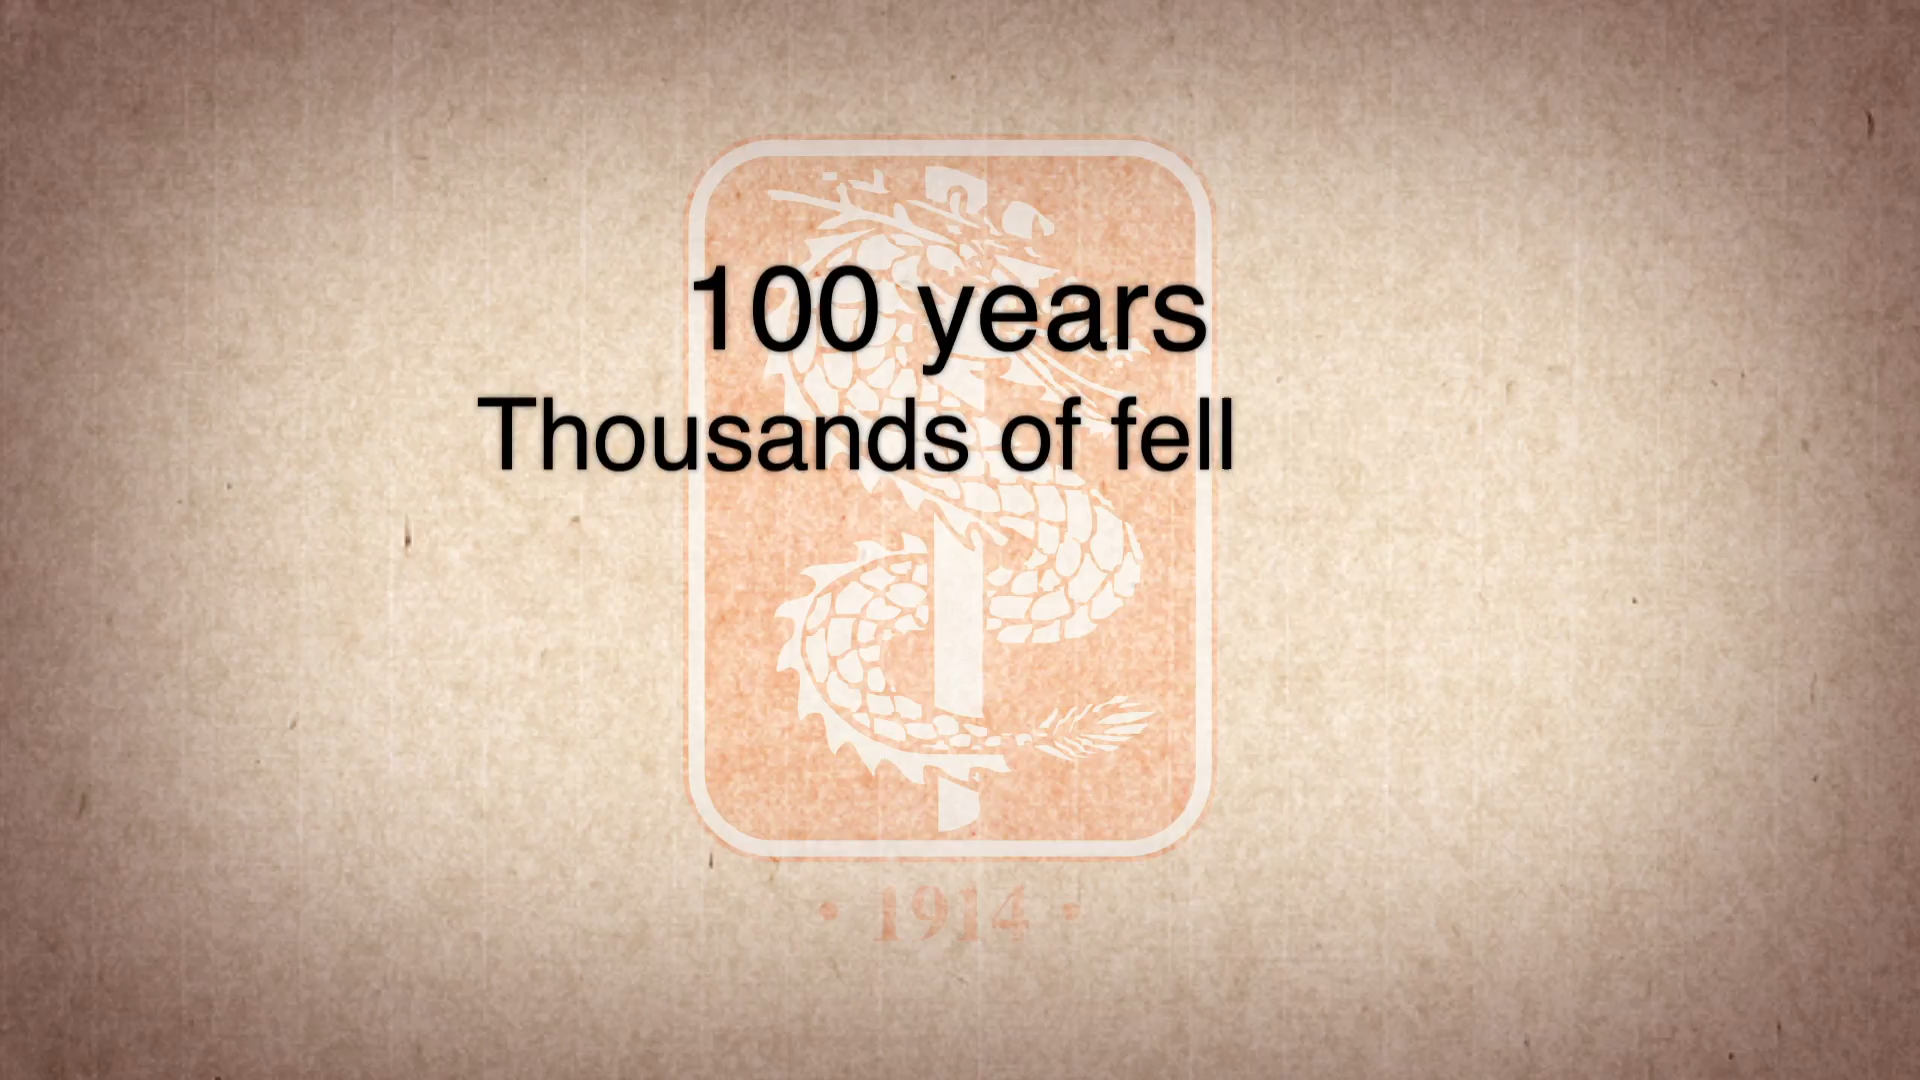 100 years
Thousands of fell
• 1914 •